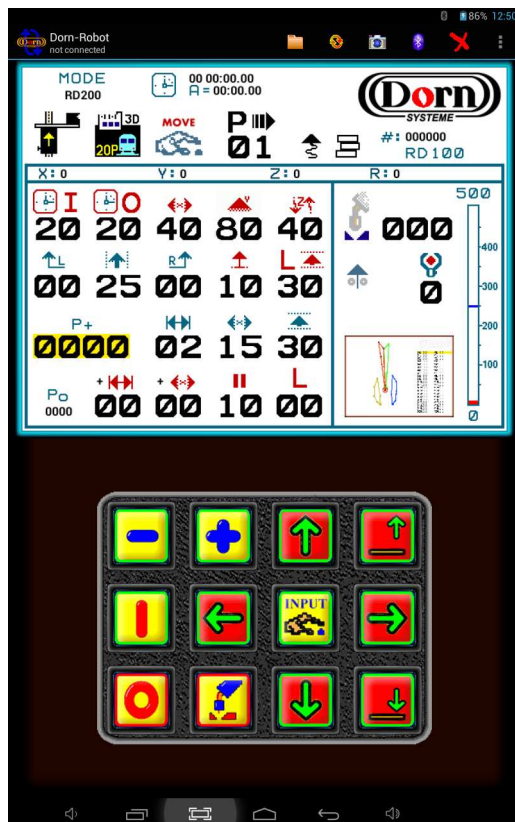 86% 12:50
Dorn-Robot
not connected
MODE
RD200
00 00:00.00
A = 00:00.00
Dorn
SYSTEME
3D
20P
MOVE
P
01
#: 000000
RD100
X: 0 Y: 0 Z: 0 R: 0
I O V Z
20 20 40 80 40
000
500
L R L
00 25 00 10 30
0
400
300
P+
0000 02 15 30
200
100
Po
0000
+ + L
00 00 10 00
0
INPUT